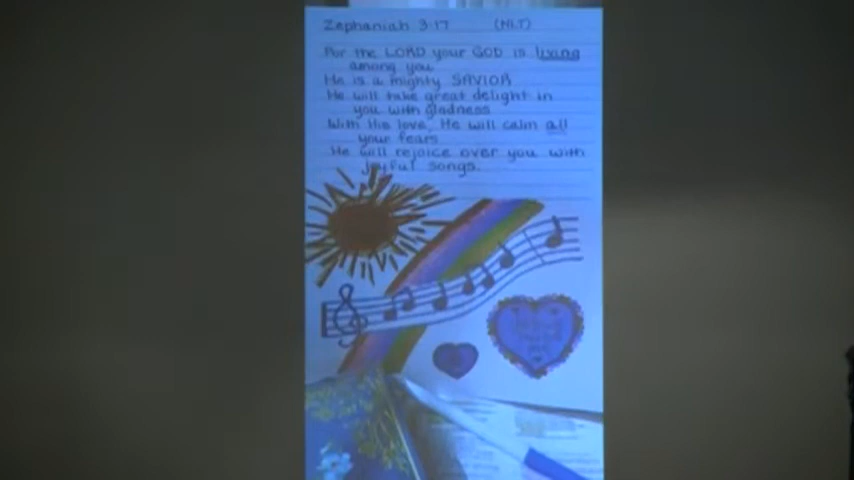 Zephaniah 3:17 (NLT)
For the LORD your GOD is living
among you
He is a mighty SAVIOR
He will take great delight in
you with gladness
With His love, He will calm all
your fears
He will rejoice over you with
joyful songs.